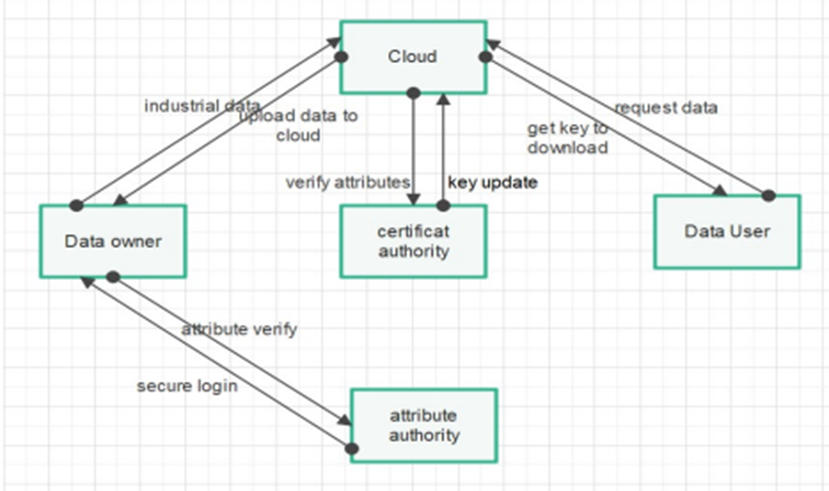 Cloud
industrial data
upload data to
cloud
request data
get key to
download
verify attributes
key update
Data owner
certificat
authority
Data User
attribute verify
secure login
attribute
authority